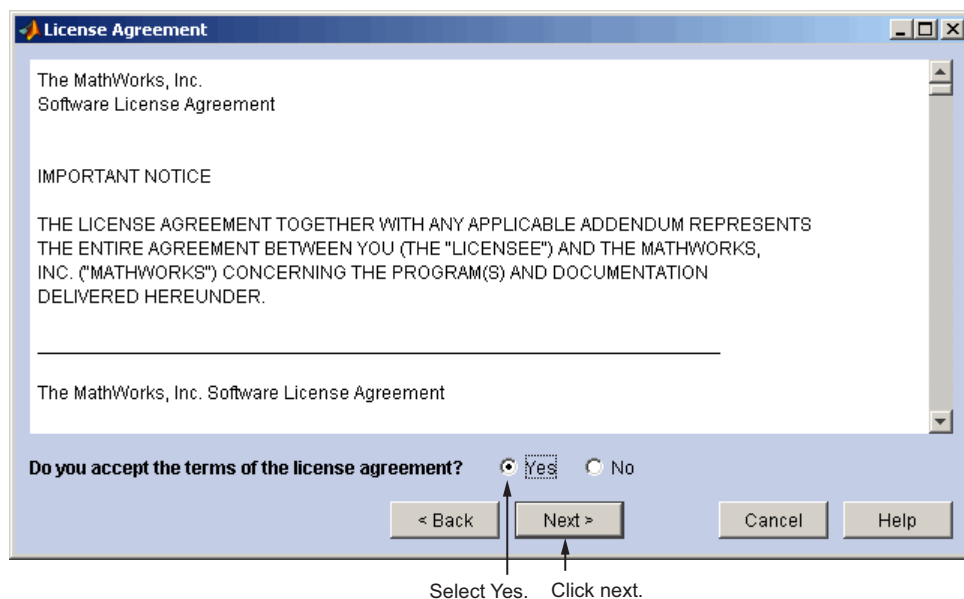 License Agreement
The MathWorks, Inc.
Software License Agreement
IMPORTANT NOTICE
THE LICENSE AGREEMENT TOGETHER WITH ANY APPLICABLE ADDENDUM REPRESENTS
THE ENTIRE AGREEMENT BETWEEN YOU (THE "LICENSEE") AND THE MATHWORKS,
INC. ("MATHWORKS") CONCERNING THE PROGRAM(S) AND DOCUMENTATION
DELIVERED HEREUNDER.
The MathWorks, Inc. Software License Agreement
Do you accept the terms of the license agreement? Yes No
< Back Next > Cancel Help
Select Yes. Click next.